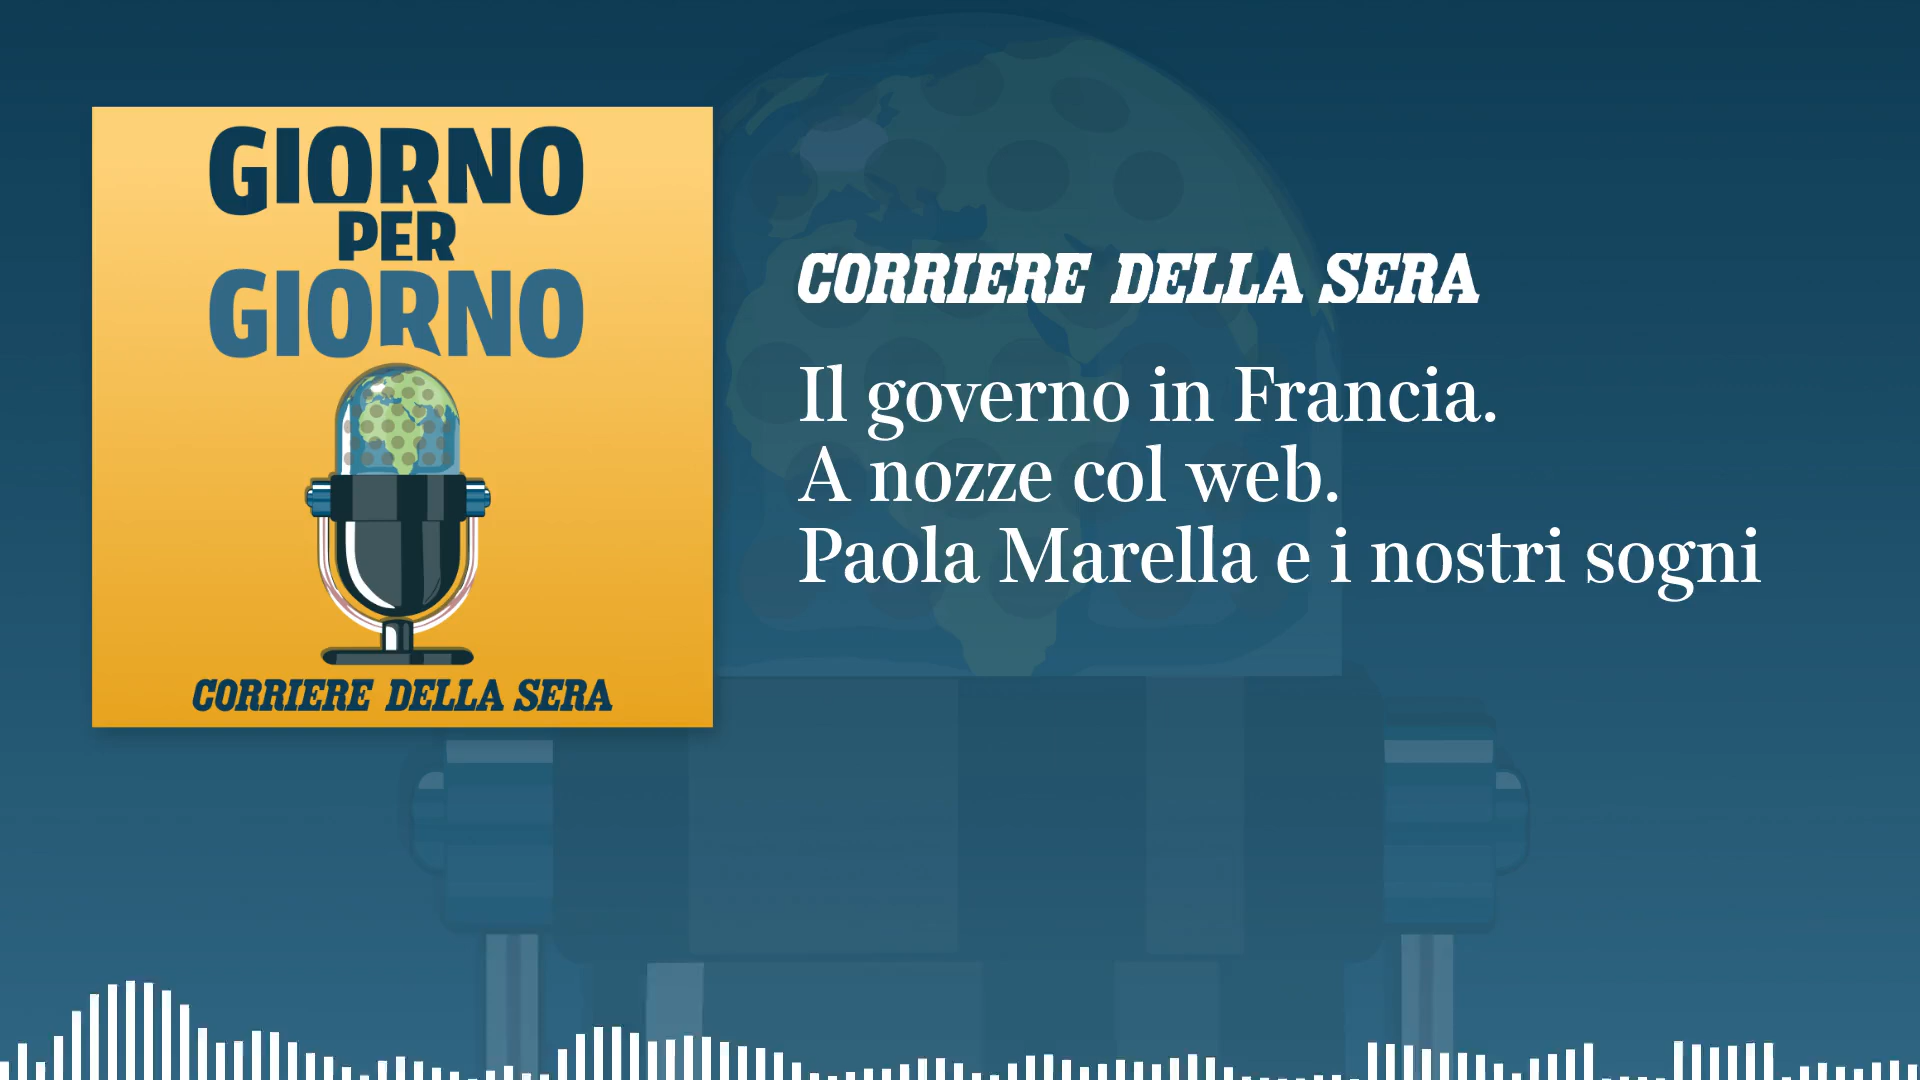 GIORNO
PER
GIORNO
CORRIERE DELLA SERA
CORRIERE DELLA SERA
Il governo in Francia.
A nozze col web.
Paola Marella e i nostri sogni